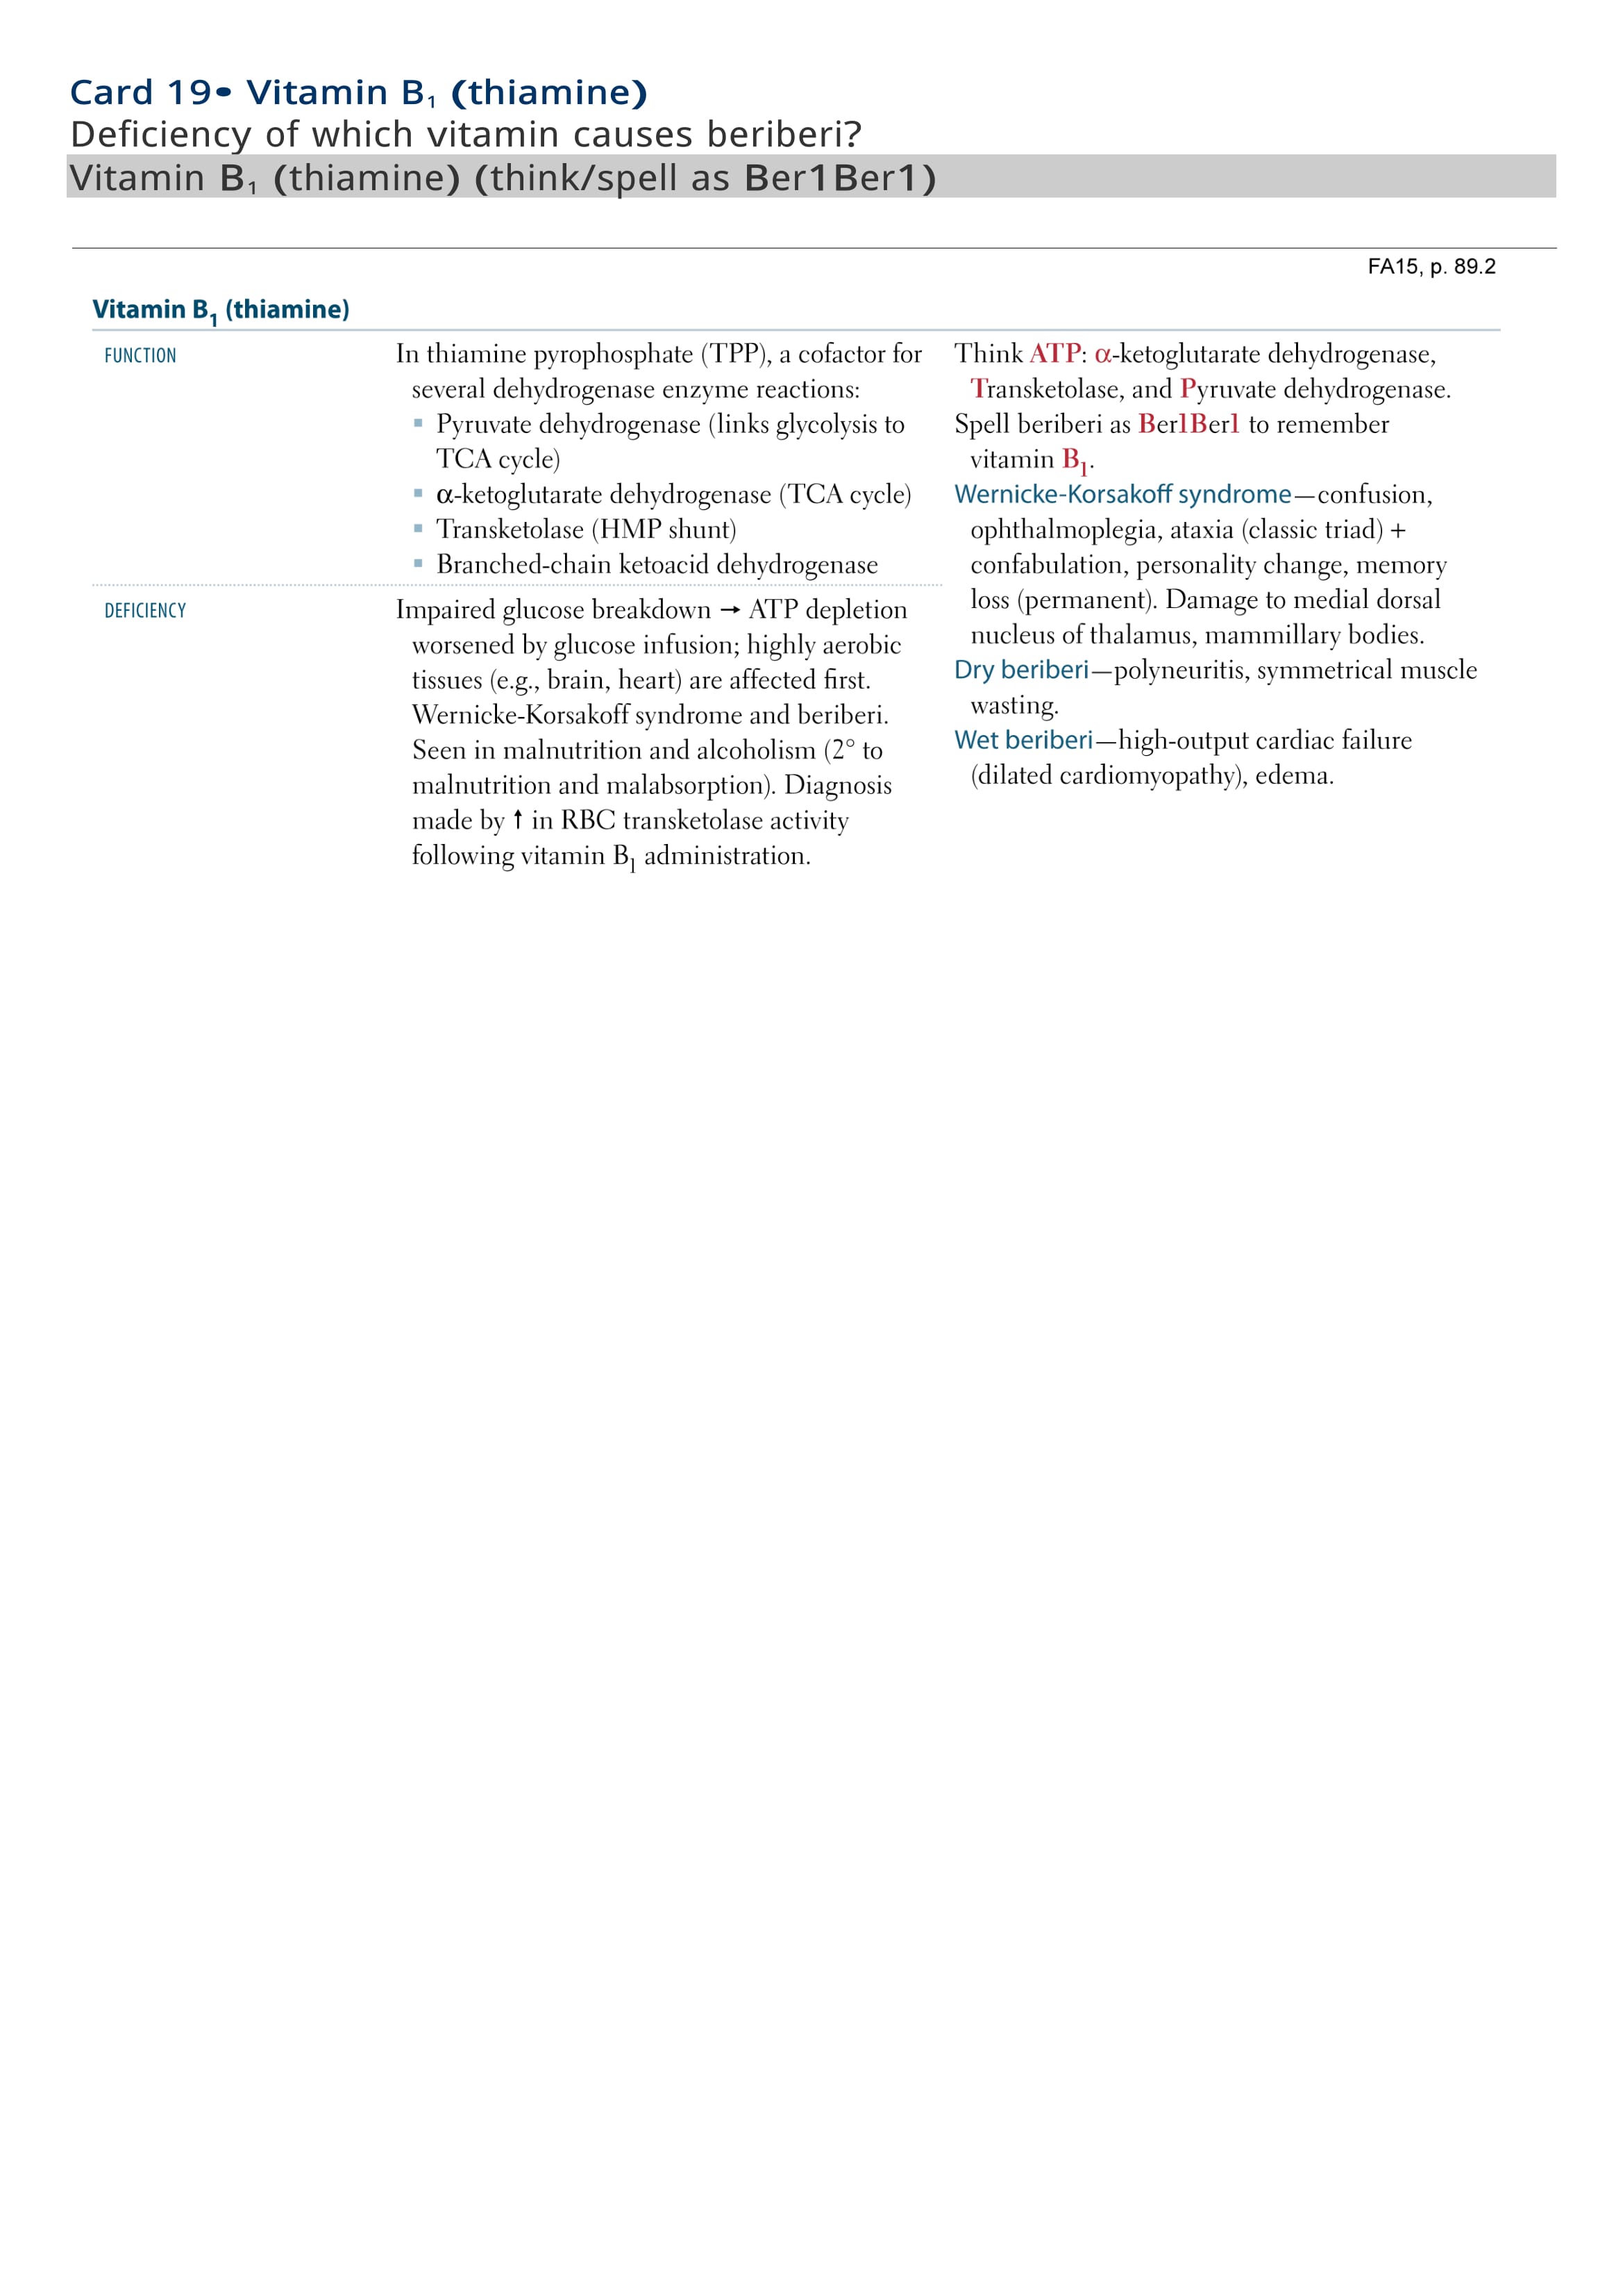 Card 19• Vitamin B₁ (thiamine)
Deficiency of which vitamin causes beriberi?
Vitamin B₁ (thiamine) (think/spell as Ber1Ber1)
FA15, p. 89.2
Vitamin B₁ (thiamine)
FUNCTION
In thiamine pyrophosphate (TPP), a cofactor for
several dehydrogenase enzyme reactions:
▪ Pyruvate dehydrogenase (links glycolysis to
TCA cycle)
▪ α-ketoglutarate dehydrogenase (TCA cycle)
▪ Transketolase (HMP shunt)
▪ Branched-chain ketoacid dehydrogenase
DEFICIENCY
Impaired glucose breakdown → ATP depletion
worsened by glucose infusion; highly aerobic
tissues (e.g., brain, heart) are affected first.
Wernicke-Korsakoff syndrome and beriberi.
Seen in malnutrition and alcoholism (2° to
malnutrition and malabsorption). Diagnosis
made by ↑ in RBC transketolase activity
following vitamin B₁ administration.
Think ATP: α-ketoglutarate dehydrogenase,
Transketolase, and Pyruvate dehydrogenase.
Spell beriberi as Ber1Ber1 to remember
vitamin B₁.
Wernicke-Korsakoff syndrome—confusion,
ophthalmoplegia, ataxia (classic triad) +
confabulation, personality change, memory
loss (permanent). Damage to medial dorsal
nucleus of thalamus, mammillary bodies.
Dry beriberi—polyneuritis, symmetrical muscle
wasting.
Wet beriberi—high-output cardiac failure
(dilated cardiomyopathy), edema.